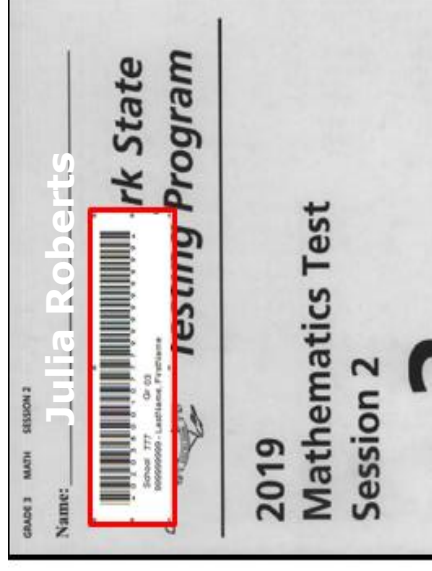 GRADE 3 MATH SESSION 2
Name:
Julia Roberts
rk State
Testing Program
School 777 Gr 03
999999999 - LastName, FirstName
2019
Mathematics Test
Session 2